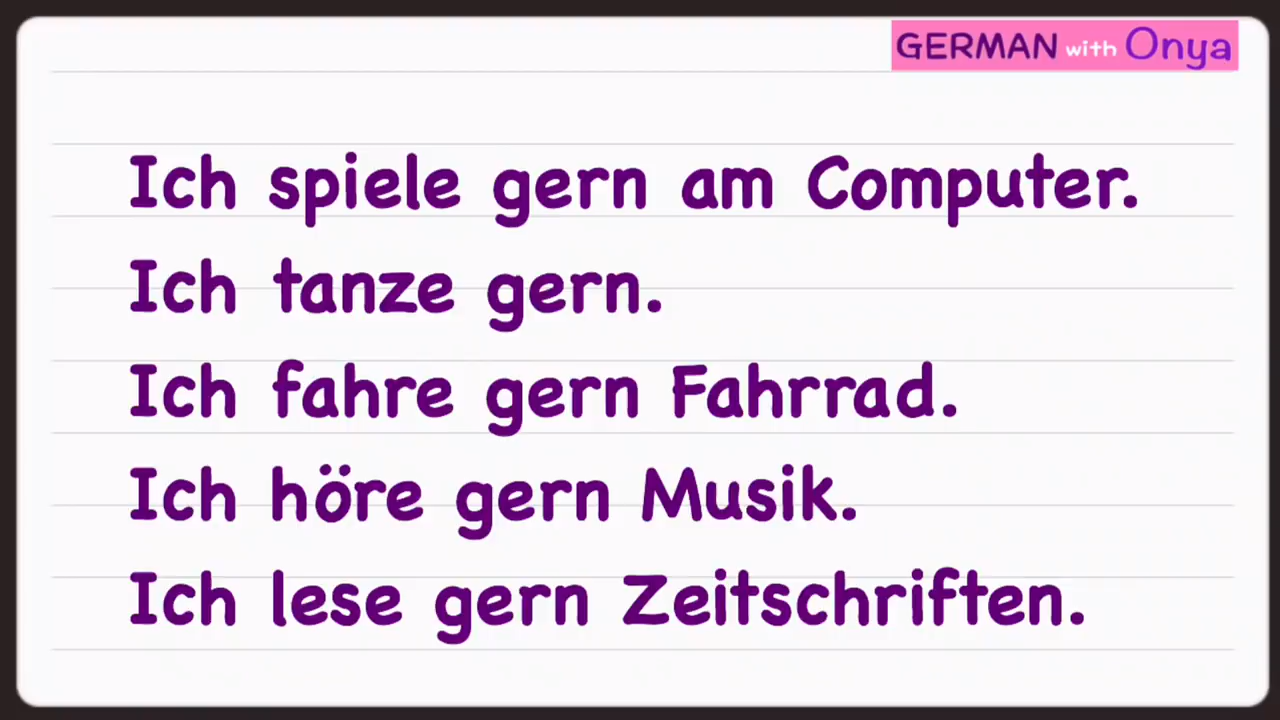 GERMAN with Onya
Ich spiele gern am Computer.
Ich tanze gern.
Ich fahre gern Fahrrad.
Ich höre gern Musik.
Ich lese gern Zeitschriften.